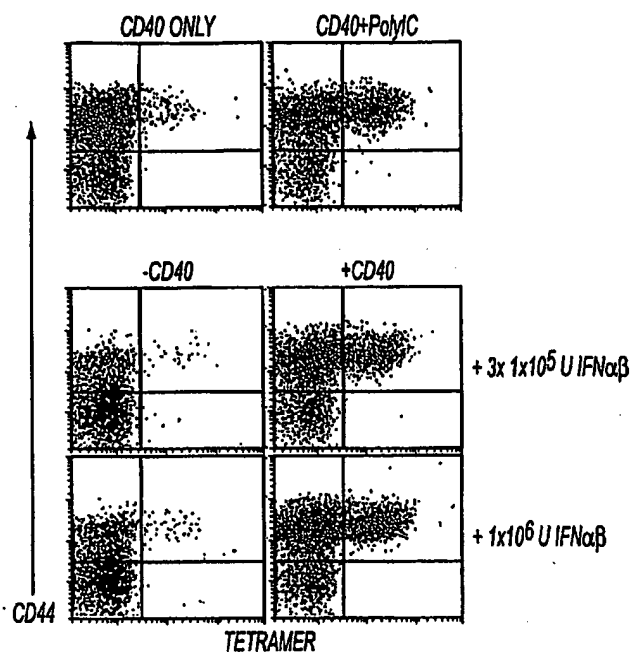 CD40 ONLY
CD40+PolyIC
-CD40
+CD40
+ 3x 1x10⁵ U IFNαβ
+ 1x10⁶ U IFNαβ
CD44
TETRAMER